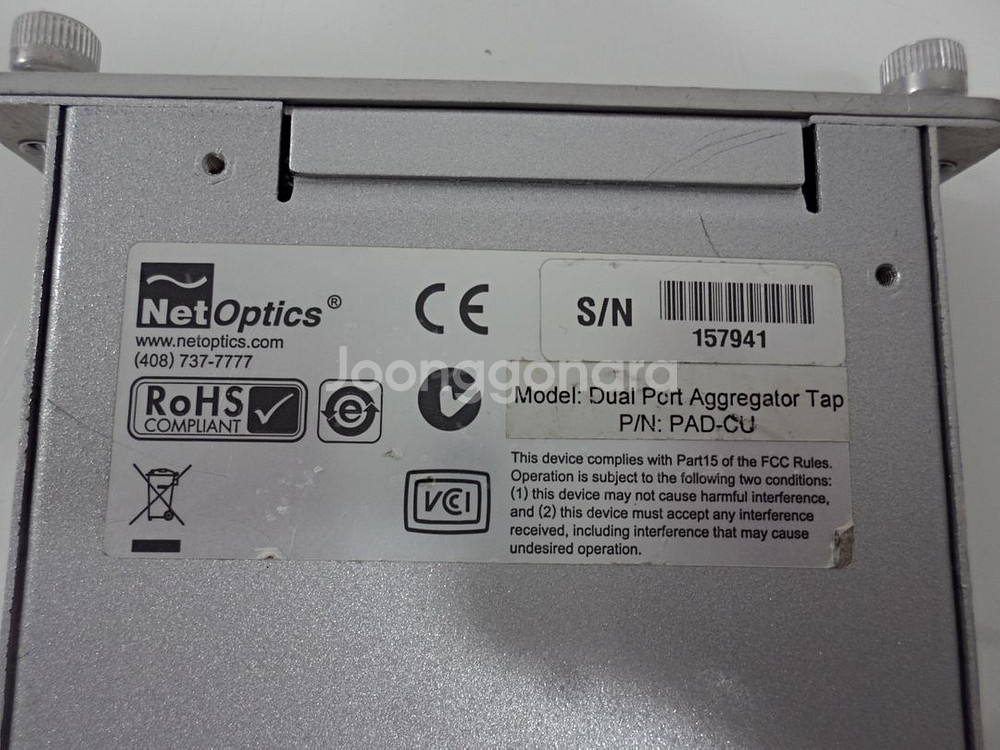 NetOptics®
www.netoptics.com
(408) 737-7777
CE
S/N
157941
Joonggonara
RoHS
COMPLIANT
e
Model: Dual Port Aggregator Tap
P/N: PAD-CU
VCI
This device complies with Part15 of the FCC Rules.
Operation is subject to the following two conditions:
(1) this device may not cause harmful interference,
and (2) this device must accept any interference
received, including interference that may cause
undesired operation.